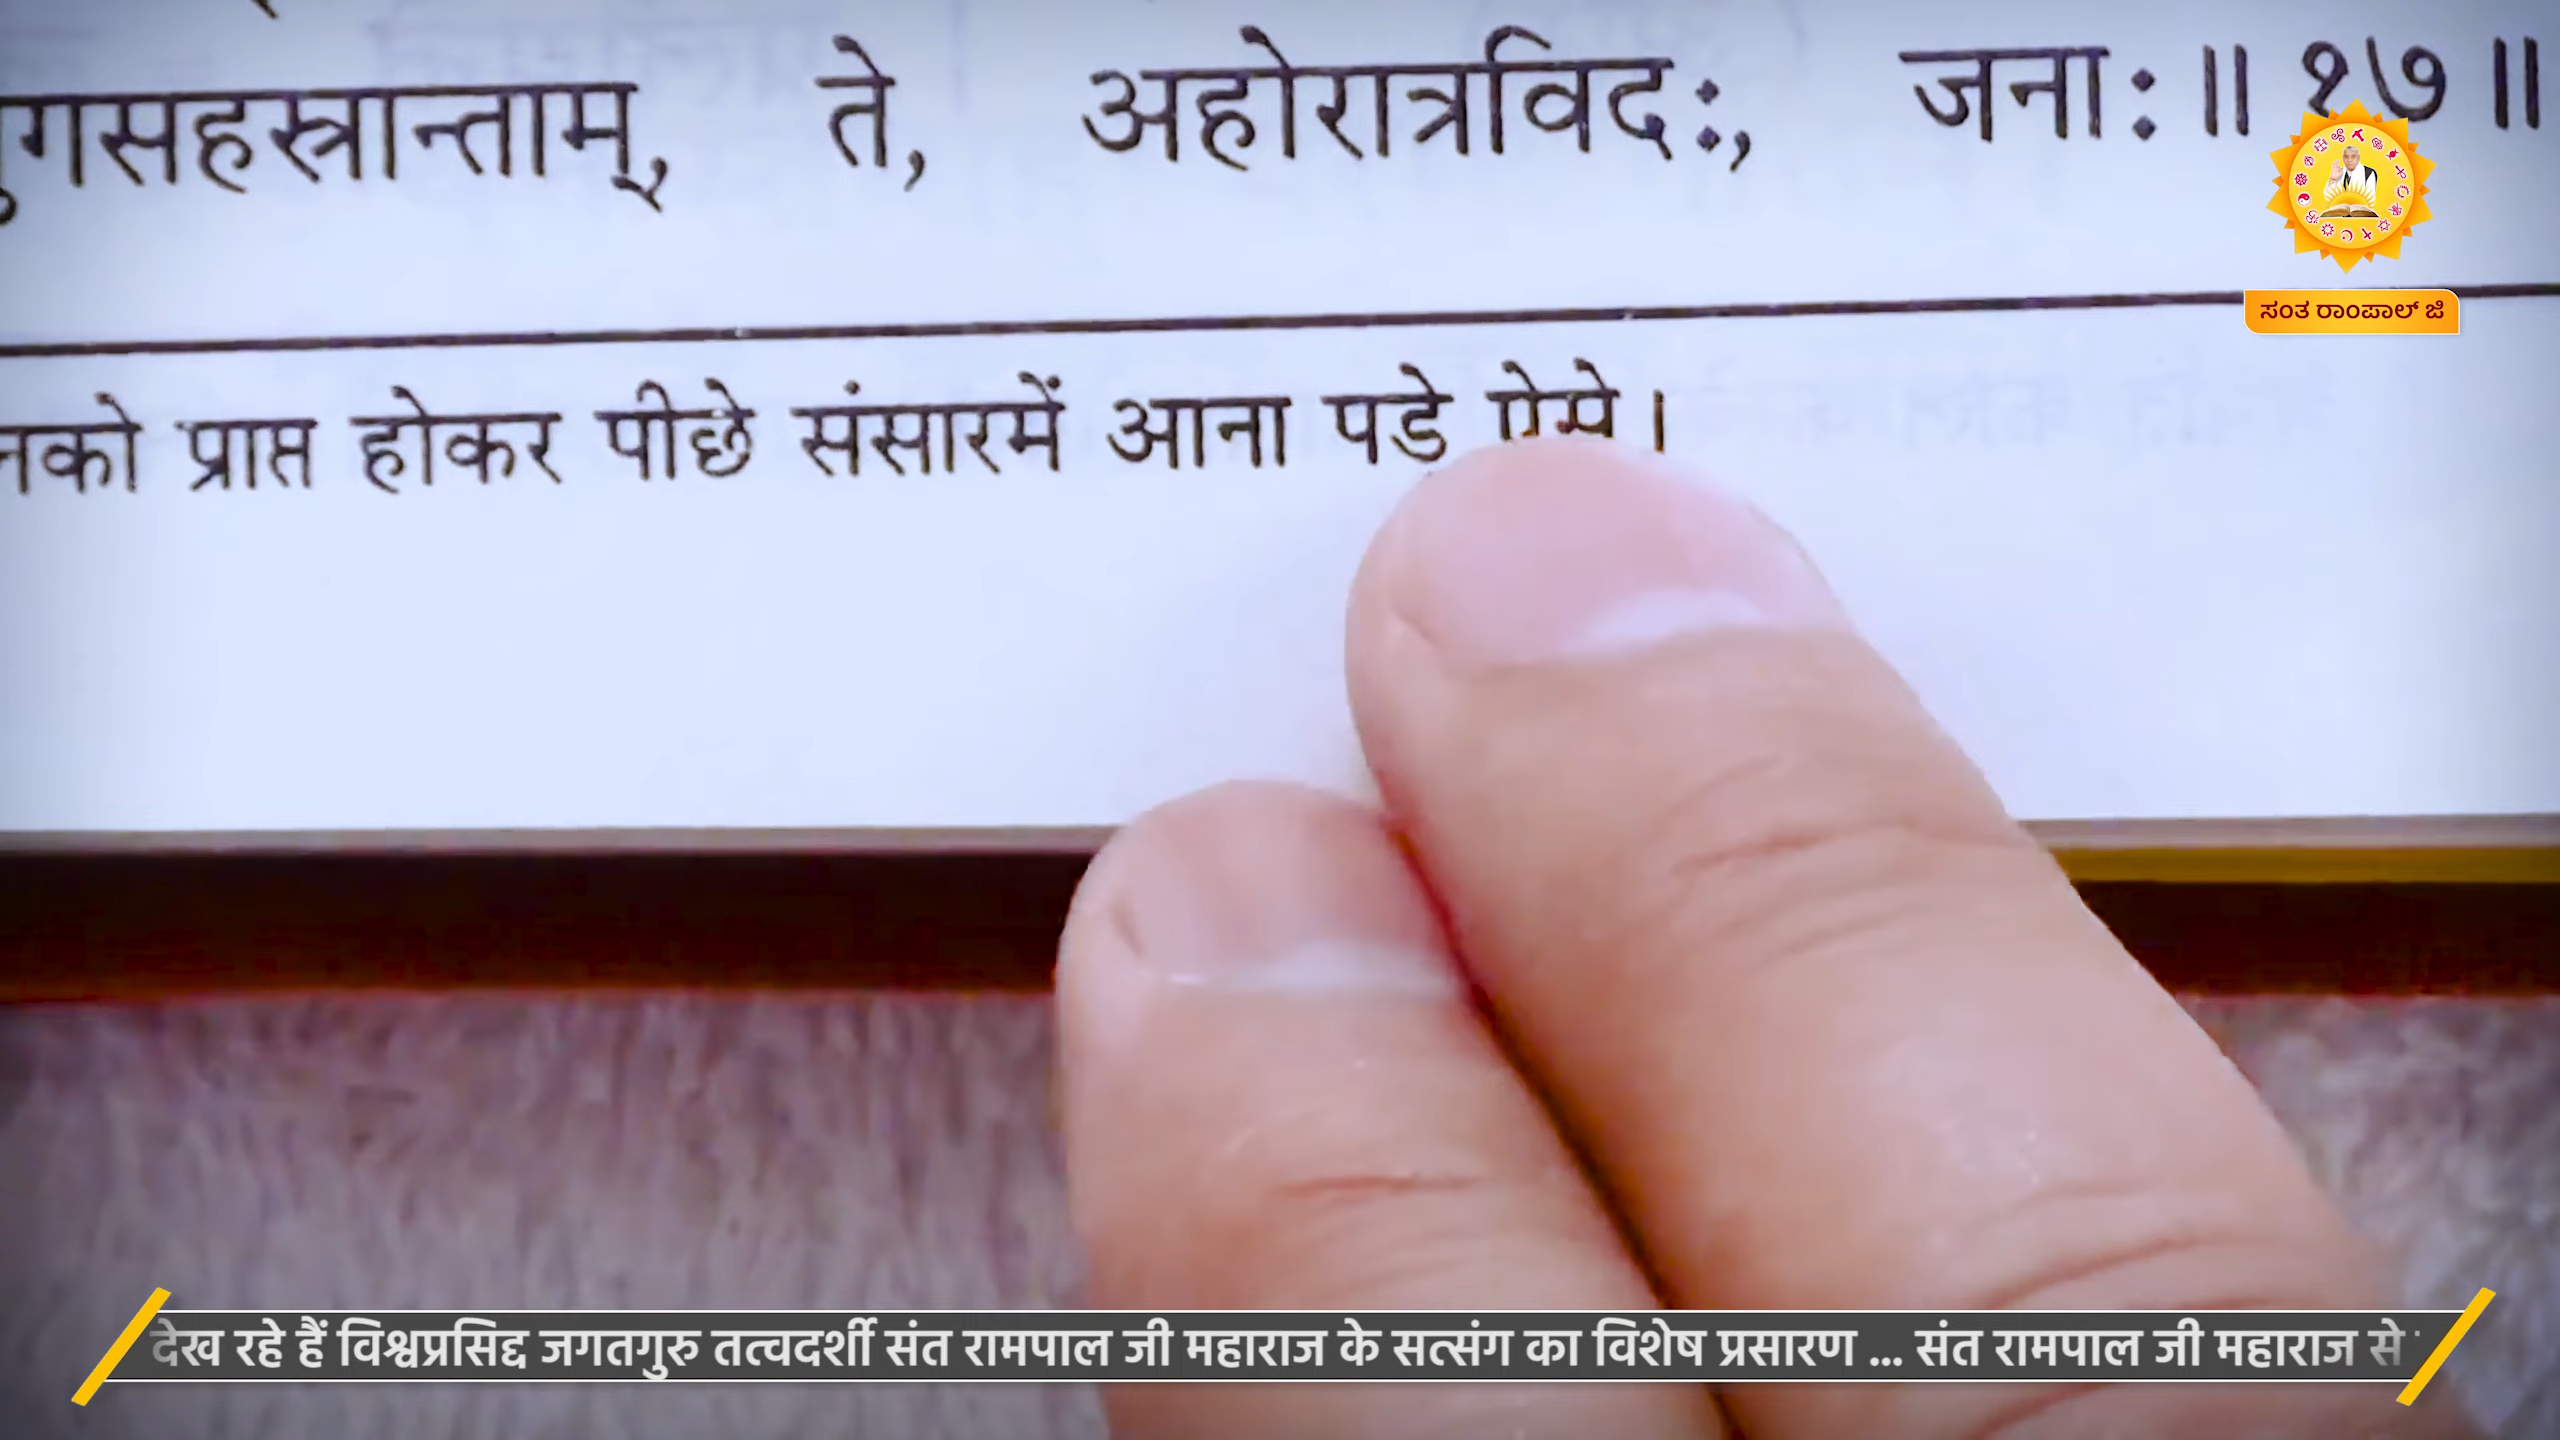 युगसहस्रान्ताम्, ते, अहोरात्रविदः, जनाः॥ १७॥
ನಂತ ರಾಂಪಾಲ್ ಜಿ
नको प्राप्त होकर पीछे संसारमें आना पडे ऐसे।
देख रहे हैं विश्वप्रसिद्द जगतगुरु तत्वदर्शी संत रामपाल जी महाराज के सत्संग का विशेष प्रसारण ... संत रामपाल जी महाराज से